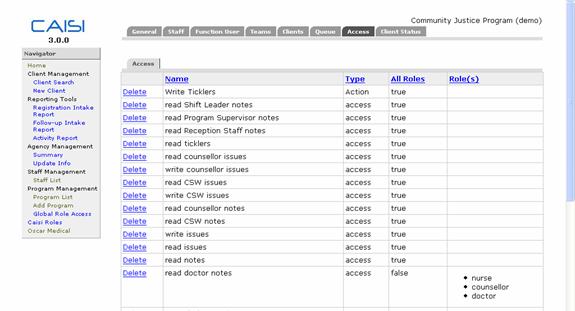 CAISI
3.0.0
Community Justice Program (demo)
General Staff Function User Teams Clients Queue Access Client Status
Navigator
Home
Client Management
Client Search
New Client
Reporting Tools
Registration Intake
Report
Follow-up Intake
Report
Activity Report
Agency Management
Summary
Update Info
Staff Management
Staff List
Program Management
Program List
Add Program
Global Role Access
Caisi Roles
Oscar Medical
Access
Name Type All Roles Role(s)
Delete Write Ticklers Action true
Delete read Shift Leader notes access true
Delete read Program Supervisor notes access true
Delete read Reception Staff notes access true
Delete read ticklers access true
Delete read counsellor issues access true
Delete write counsellor issues access true
Delete read CSW issues access true
Delete write CSW issues access true
Delete read counsellor notes access true
Delete read CSW notes access true
Delete write issues access true
Delete read issues access true
Delete read notes access true
Delete read doctor notes access false
nurse
counsellor
doctor